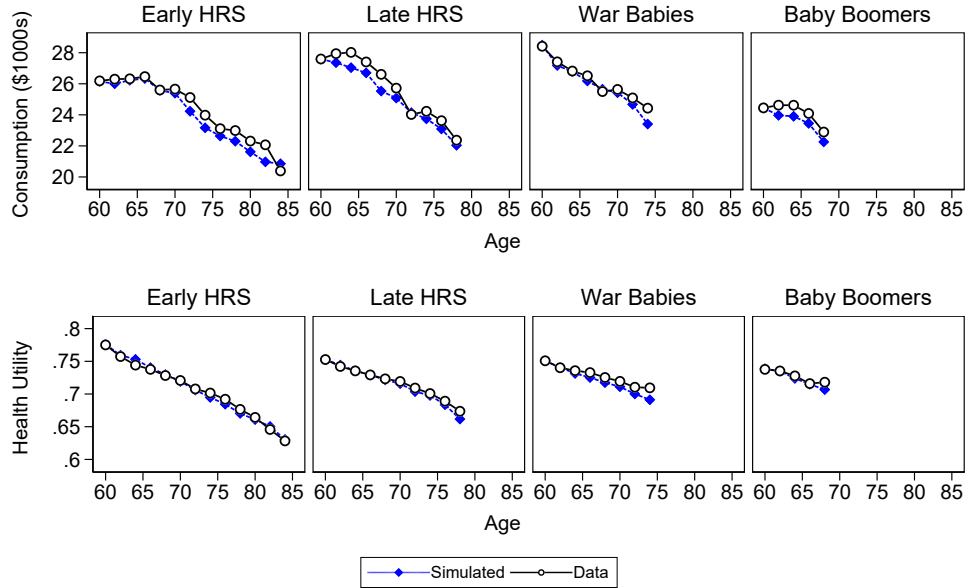 Early HRS Late HRS War Babies Baby Boomers
Consumption ($1000s)
28
26
24
22
20
60 65 70 75 80 85 60 65 70 75 80 85 60 65 70 75 80 85 60 65 70 75 80 85
Age
Early HRS Late HRS War Babies Baby Boomers
Health Utility
.8
.75
.7
.65
.6
60 65 70 75 80 85 60 65 70 75 80 85 60 65 70 75 80 85 60 65 70 75 80 85
Age
Simulated Data